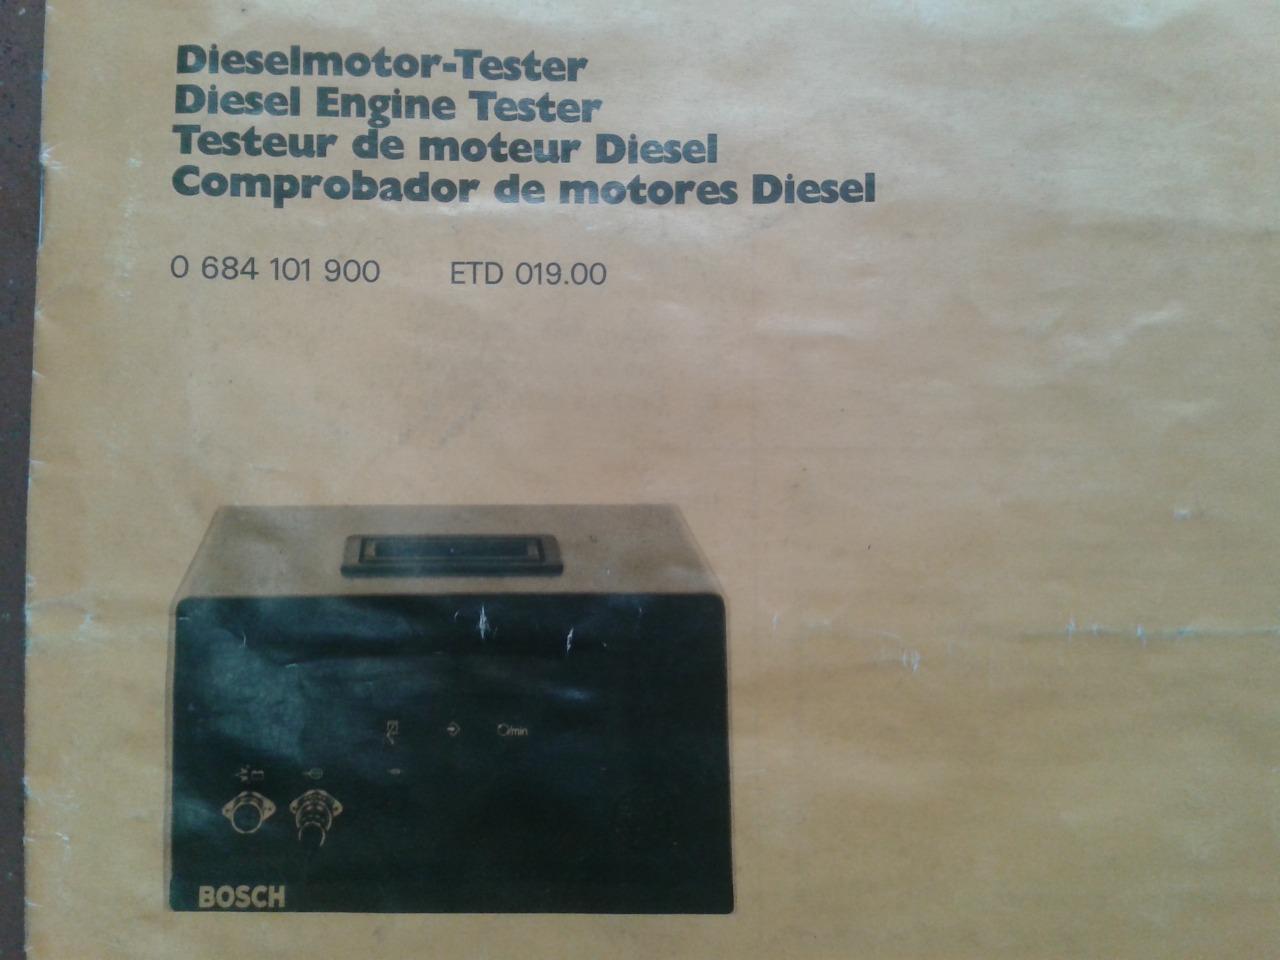 Dieselmotor-Tester
Diesel Engine Tester
Testeur de moteur Diesel
Comprobador de motores Diesel
0 684 101 900 ETD 019.00
/min
BOSCH